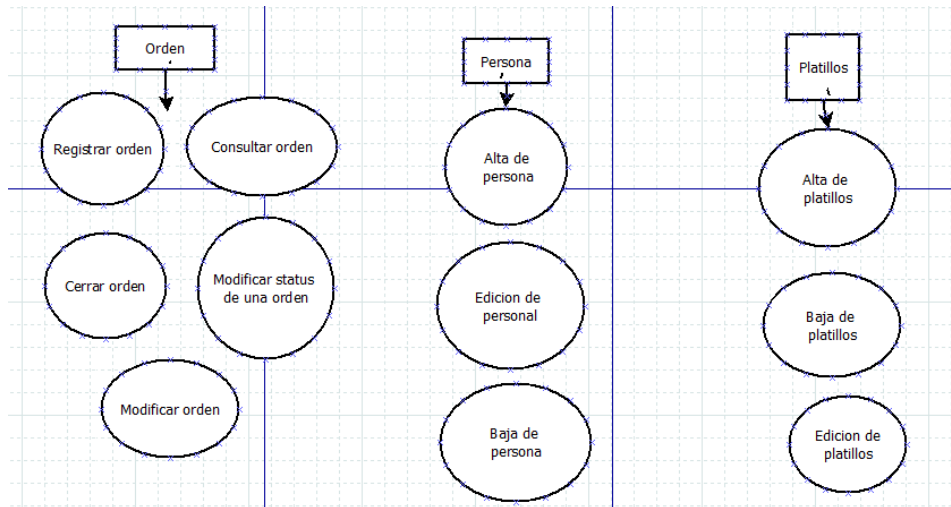 Orden
Registrar orden
Consultar orden
Cerrar orden
Modificar status
de una orden
Modificar orden
Persona
Alta de
persona
Edicion de
personal
Baja de
persona
Platillos
Alta de
platillos
Baja de
platillos
Edicion de
platillos